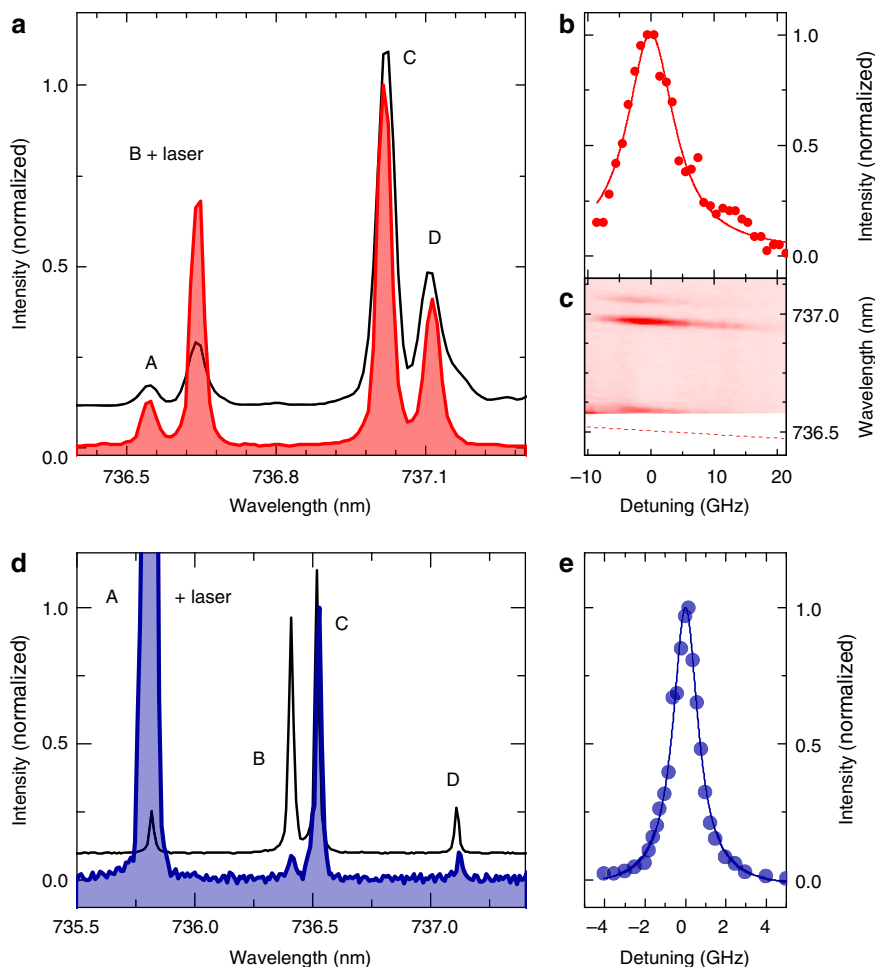 a
Intensity (normalized)
1.0
0.5
0.0
A
B + laser
C
D
736.5
736.8
737.1
Wavelength (nm)
b
Intensity (normalized)
1.0
0.5
0.0
c
Wavelength (nm)
737.0
736.5
−10
0
10
20
Detuning (GHz)
d
Intensity (normalized)
1.0
0.5
0.0
A
+ laser
B
C
D
735.5
736.0
736.5
737.0
Wavelength (nm)
e
Intensity (normalized)
1.0
0.5
0.0
−4
−2
0
2
4
Detuning (GHz)